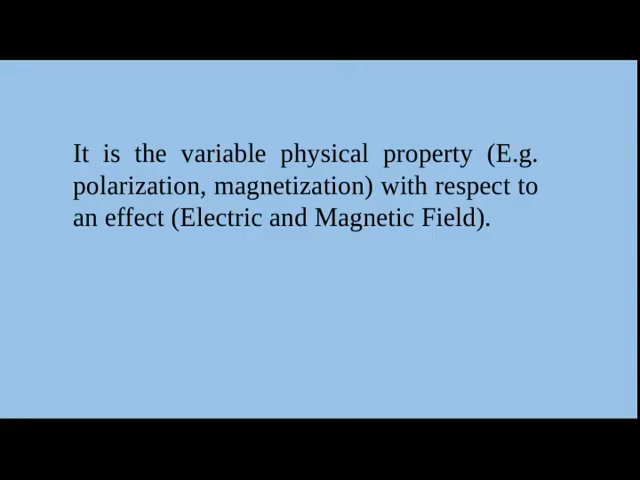 It is the variable physical property (E.g.
polarization, magnetization) with respect to
an effect (Electric and Magnetic Field).